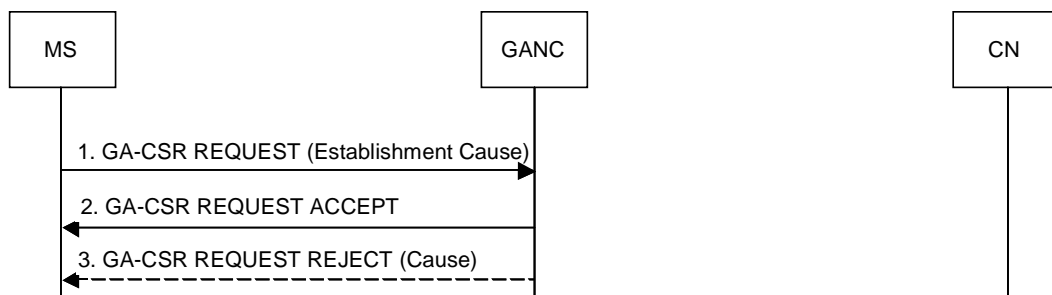 MS
GANC
CN
1. GA-CSR REQUEST (Establishment Cause)
2. GA-CSR REQUEST ACCEPT
3. GA-CSR REQUEST REJECT (Cause)